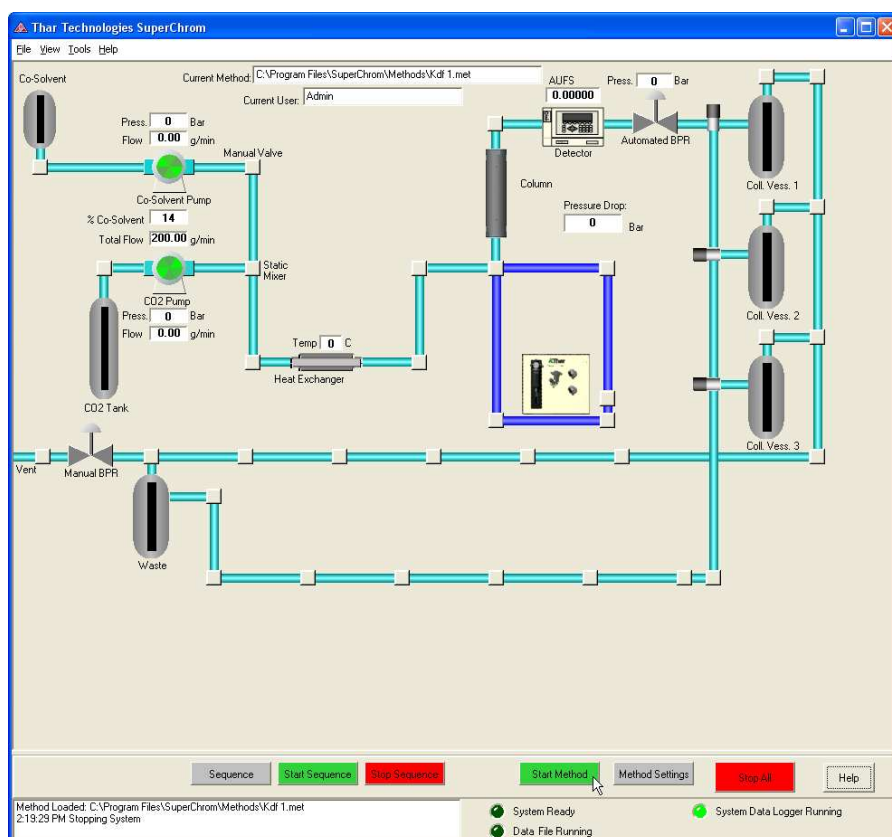 Thar Technologies SuperChrom
File View Tools Help
Co-Solvent
Current Method: C:\Program Files\SuperChrom\Methods\Kdf 1.met
Current User: Admin
AUFS
0.00000
Press. 0 Bar
Press. 0 Bar
Flow 0.00 g/min
Manual Valve
Detector
Automated BPR
Coll. Vess. 1
Co-Solvent Pump
Column
% Co-Solvent 14
Total Flow 200.00 g/min
Pressure Drop:
0 Bar
Static
Mixer
CO2 Pump
Press. 0 Bar
Flow 0.00 g/min
Coll. Vess. 2
Temp 0 C
Heat Exchanger
CO2 Tank
Coll. Vess. 3
Vent
Manual BPR
Waste
Sequence
Start Sequence
Stop Sequence
Start Method
Method Settings
Stop All
Help
Method Loaded: C:\Program Files\SuperChrom\Methods\Kdf 1.met
2:19:29 PM Stopping System
System Ready
System Data Logger Running
Data File Running